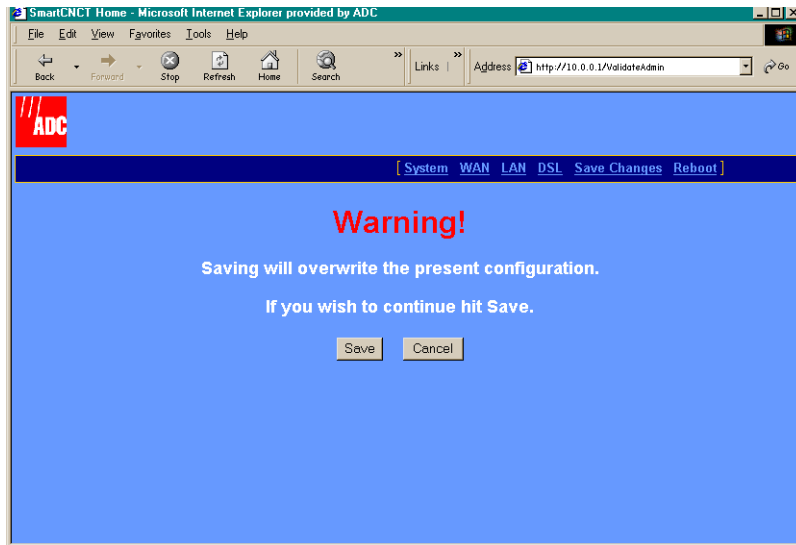 SmartCNCT Home - Microsoft Internet Explorer provided by ADC
File Edit View Favorites Tools Help
Back Forward Stop Refresh Home Search » Links » Address http://10.0.0.1/ValidateAdmin Go
ADC
[ System WAN LAN DSL Save Changes Reboot ]
Warning!
Saving will overwrite the present configuration.
If you wish to continue hit Save.
Save Cancel